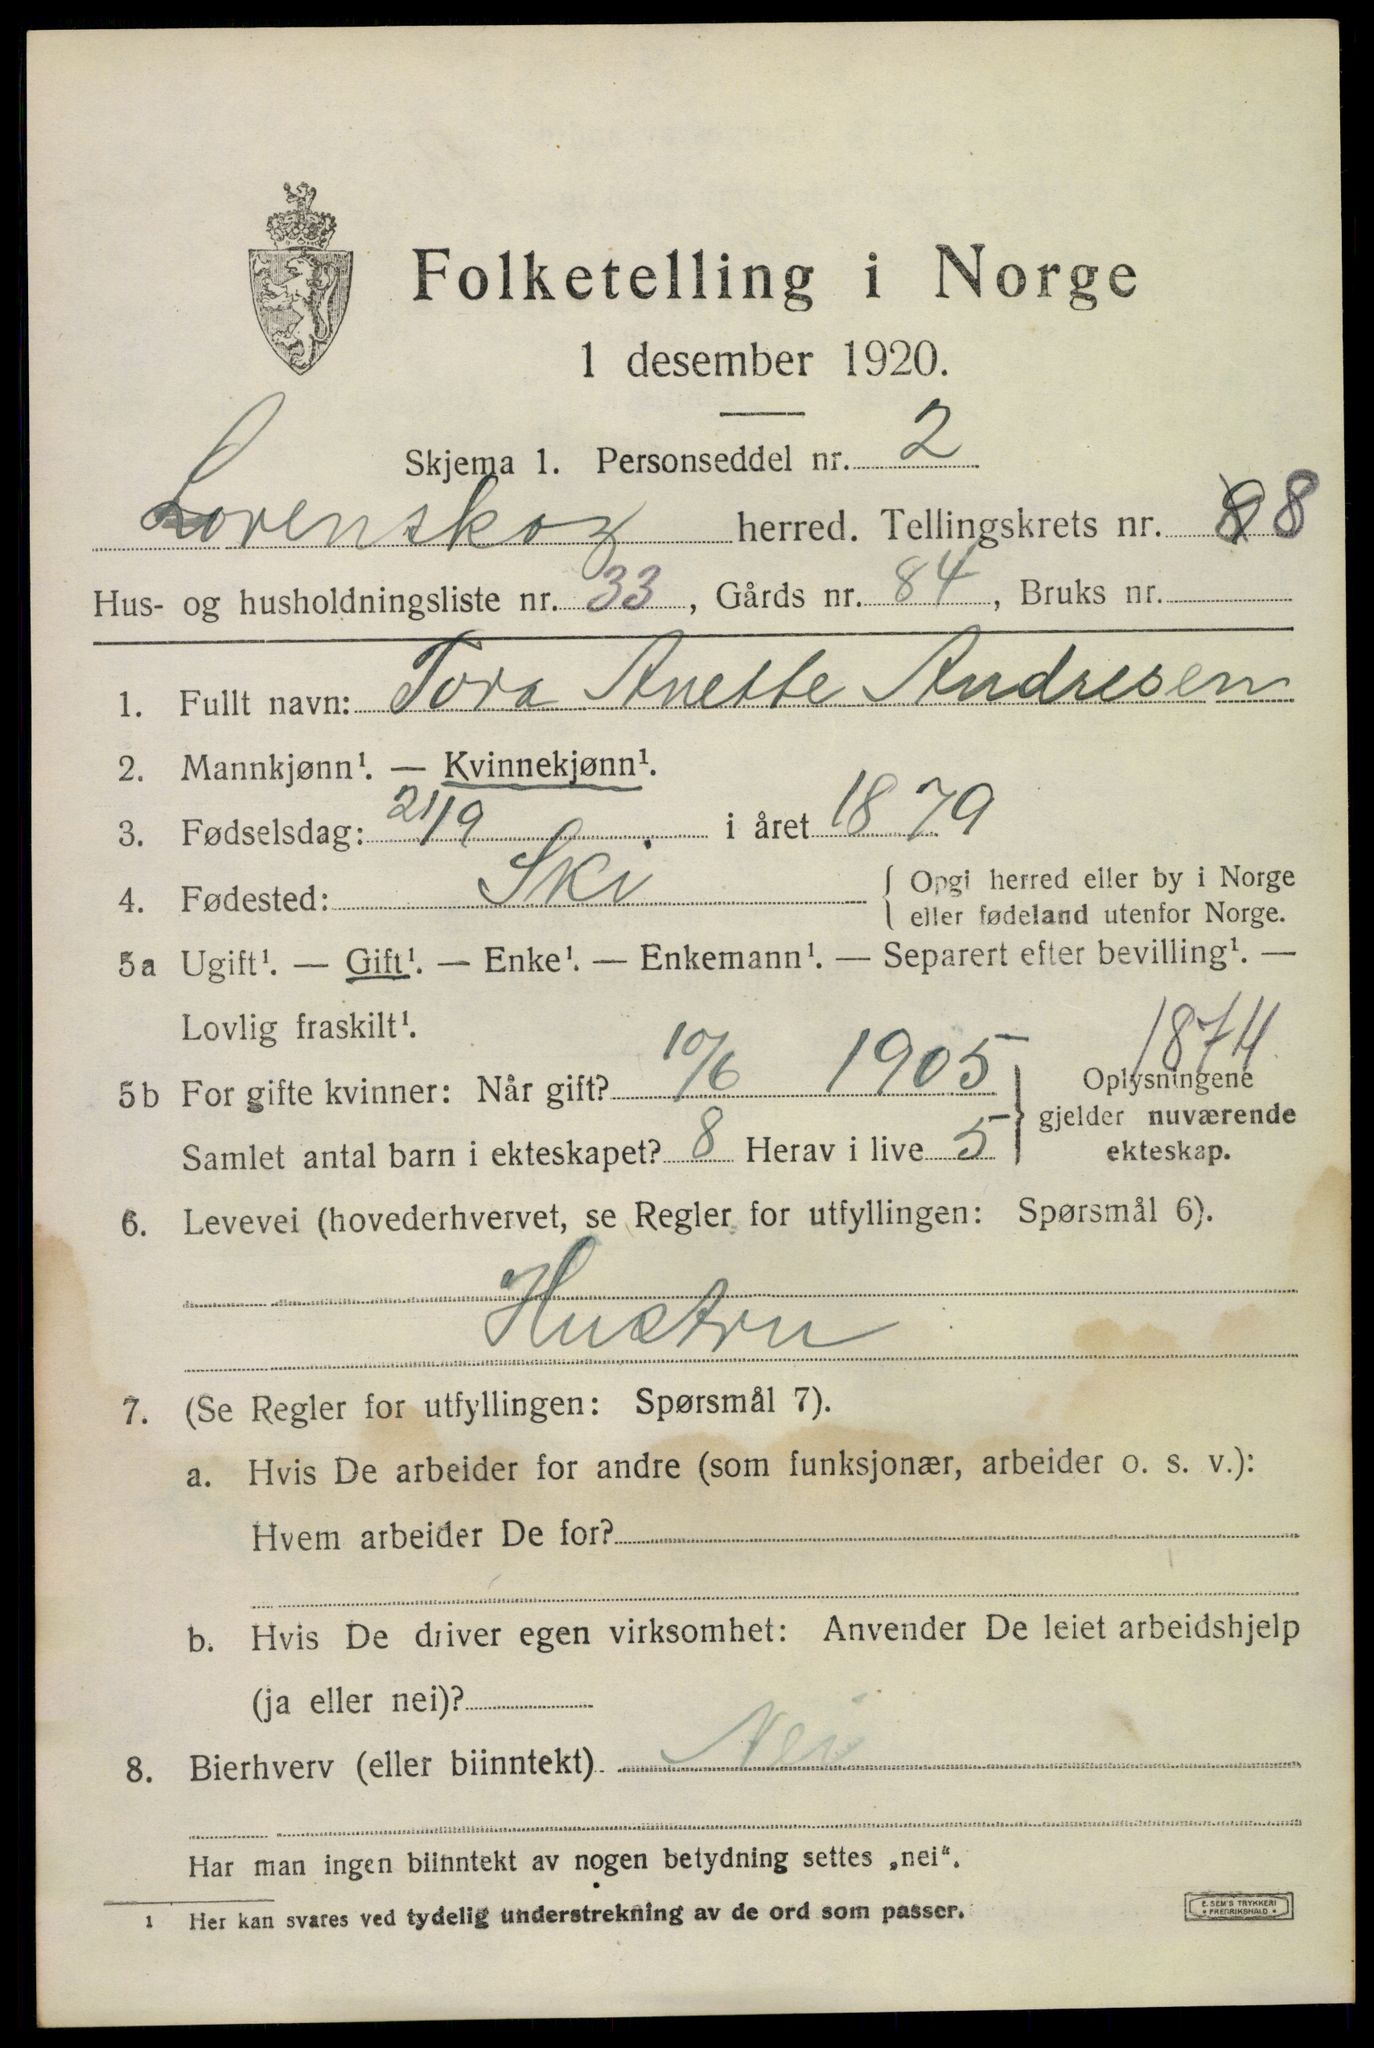 Folketelling i Norge
1 desember 1920.
Skjema 1. Personseddel nr. 2
Lørenskog herred. Tellingskrets nr. 8
Hus- og husholdningsliste nr. 33, Gårds nr. 84, Bruks nr.
1. Fullt navn: Tora Anette Andresen
2. Mannkjønn¹. — Kvinnekjønn¹.
3. Fødselsdag: 21/9 i året 1879
4. Fødested: Ski { Opgi herred eller by i Norge
eller fødeland utenfor Norge.
5a Ugift¹. — Gift¹. — Enke¹. — Enkemann¹. — Separert efter bevilling¹. —
Lovlig fraskilt¹.
1874
5b For gifte kvinner: Når gift? 10/6 1905 } Oplysningene
gjelder nuværende
Samlet antal barn i ekteskapet? 8 Herav i live 5 ekteskap.
6. Levevei (hovederhvervet, se Regler for utfyllingen: Spørsmål 6).
Hustru
7. (Se Regler for utfyllingen: Spørsmål 7).
a. Hvis De arbeider for andre (som funksjonær, arbeider o. s. v.):
Hvem arbeider De for?
b. Hvis De driver egen virksomhet: Anvender De leiet arbeidshjelp
(ja eller nei)?
8. Bierhverv (eller biinntekt) Nei
Har man ingen biinntekt av nogen betydning settes „nei“.
1 Her kan svares ved tydelig understrekning av de ord som passer.
E. SEM'S TRYKKERI
* FREDRIKSHALD *